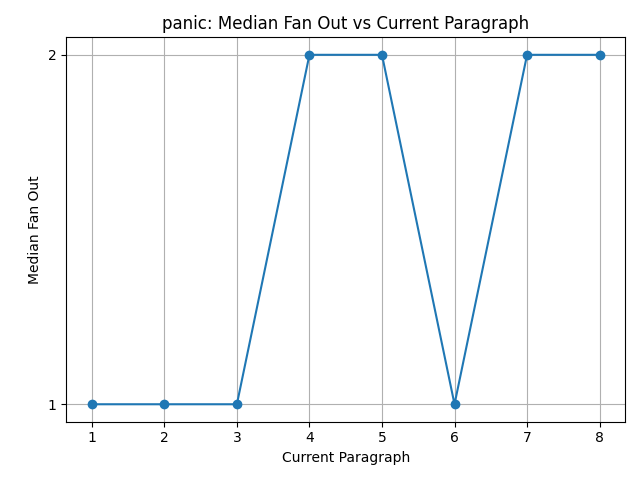 panic: Median Fan Out vs Current Paragraph
2
1
Median Fan Out
1 2 3 4 5 6 7 8
Current Paragraph